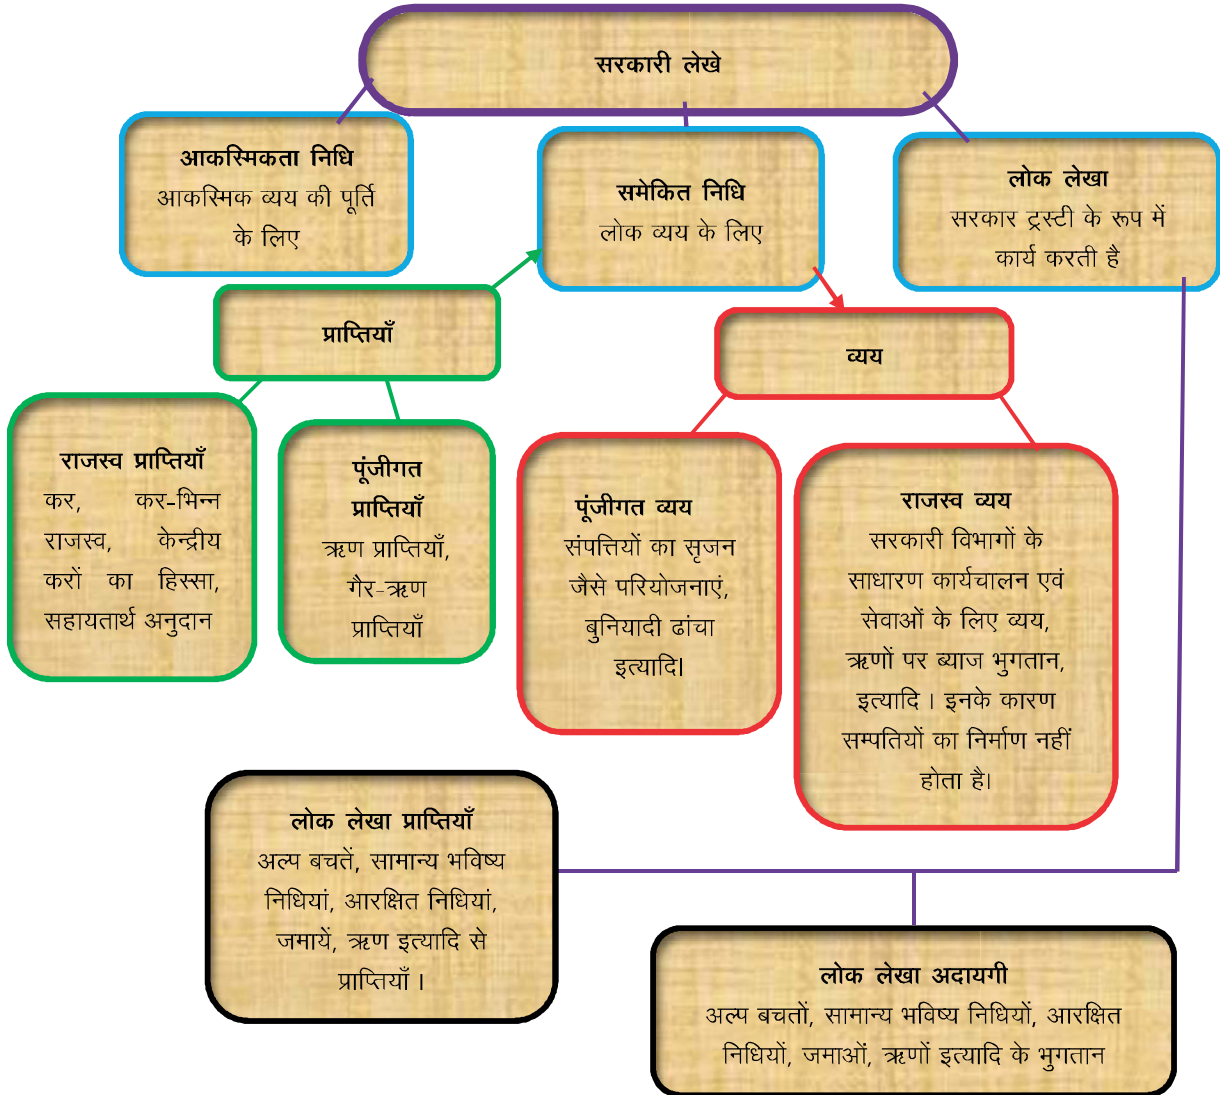 सरकारी लेखे
आकस्मिकता निधि
आकस्मिक व्यय की पूर्ति
के लिए
समेकित निधि
लोक व्यय के लिए
लोक लेखा
सरकार ट्रस्टी के रूप में
कार्य करती है
प्राप्तियाँ
व्यय
राजस्व प्राप्तियाँ
कर, कर-भिन्न
राजस्व, केन्द्रीय
करों का हिस्सा,
सहायतार्थ अनुदान
पूंजीगत
प्राप्तियाँ
ऋण प्राप्तियाँ,
गैर-ऋण
प्राप्तियाँ
पूंजीगत व्यय
संपत्तियों का सृजन
जैसे परियोजनाएं,
बुनियादी ढांचा
इत्यादि।
राजस्व व्यय
सरकारी विभागों के
साधारण कार्यचालन एवं
सेवाओं के लिए व्यय,
ऋणों पर ब्याज भुगतान,
इत्यादि । इनके कारण
सम्पतियों का निर्माण नहीं
होता है।
लोक लेखा प्राप्तियाँ
अल्प बचतें, सामान्य भविष्य
निधियां, आरक्षित निधियां,
जमायें, ऋण इत्यादि से
प्राप्तियाँ ।
लोक लेखा अदायगी
अल्प बचतों, सामान्य भविष्य निधियों, आरक्षित
निधियों, जमाओं, ऋणों इत्यादि के भुगतान